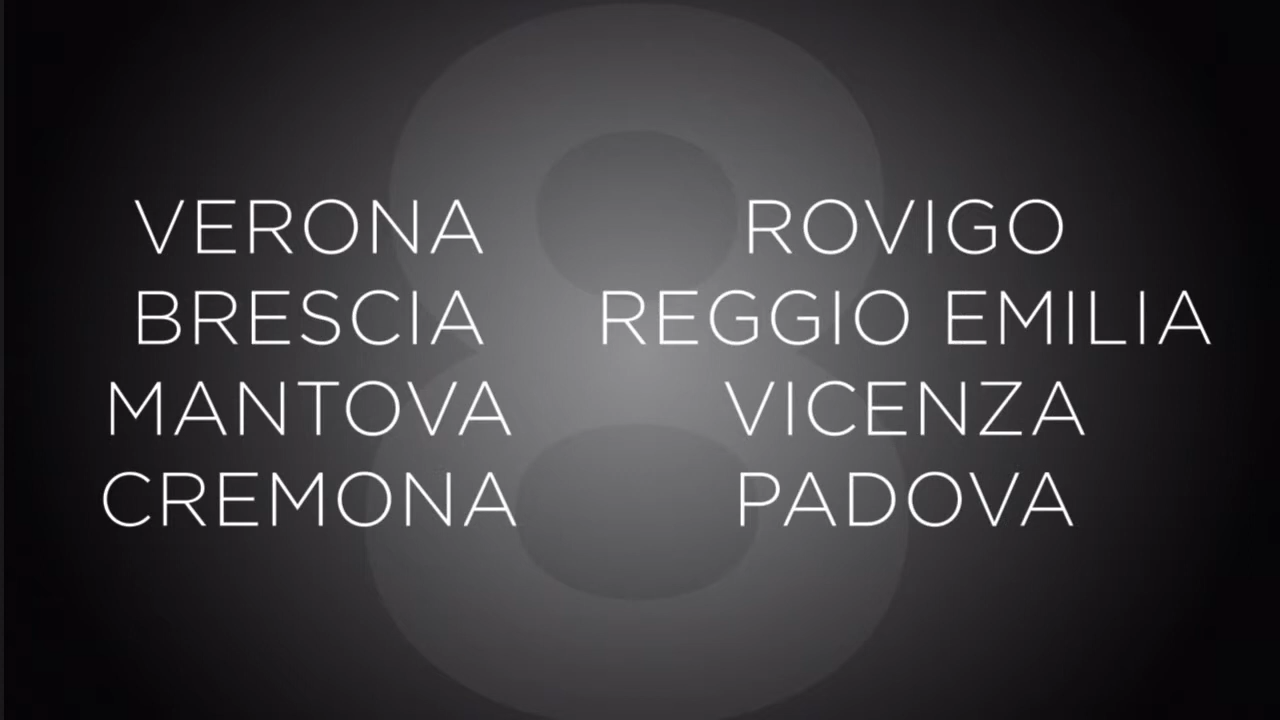 8
VERONA
BRESCIA
MANTOVA
CREMONA
ROVIGO
REGGIO EMILIA
VICENZA
PADOVA